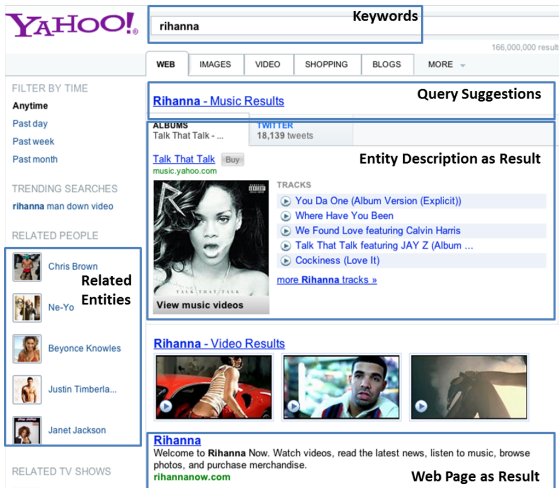 YAHOO!
rihanna
Keywords
166,000,000 result
WEB IMAGES VIDEO SHOPPING BLOGS MORE
FILTER BY TIME
Anytime
Past day
Past week
Past month
TRENDING SEARCHES
rihanna man down video
RELATED PEOPLE
Chris Brown
Ne-Yo
Beyonce Knowles
Justin Timberla...
Janet Jackson
Related
Entities
RELATED TV SHOWS
Rihanna - Music Results
Query Suggestions
ALBUMS
Talk That Talk - ...
TWITTER
18,139 tweets
Entity Description as Result
Talk That Talk Buy
music.yahoo.com
TALK THAT TALK
View music videos
TRACKS
You Da One (Album Version (Explicit))
Where Have You Been
We Found Love featuring Calvin Harris
Talk That Talk featuring JAY Z (Album ...
Cockiness (Love It)
more Rihanna tracks »
Rihanna - Video Results
Rihanna
Welcome to Rihanna Now. Watch videos, read the latest news, listen to music, browse
photos, and purchase merchandise.
rihannanow.com
Web Page as Result